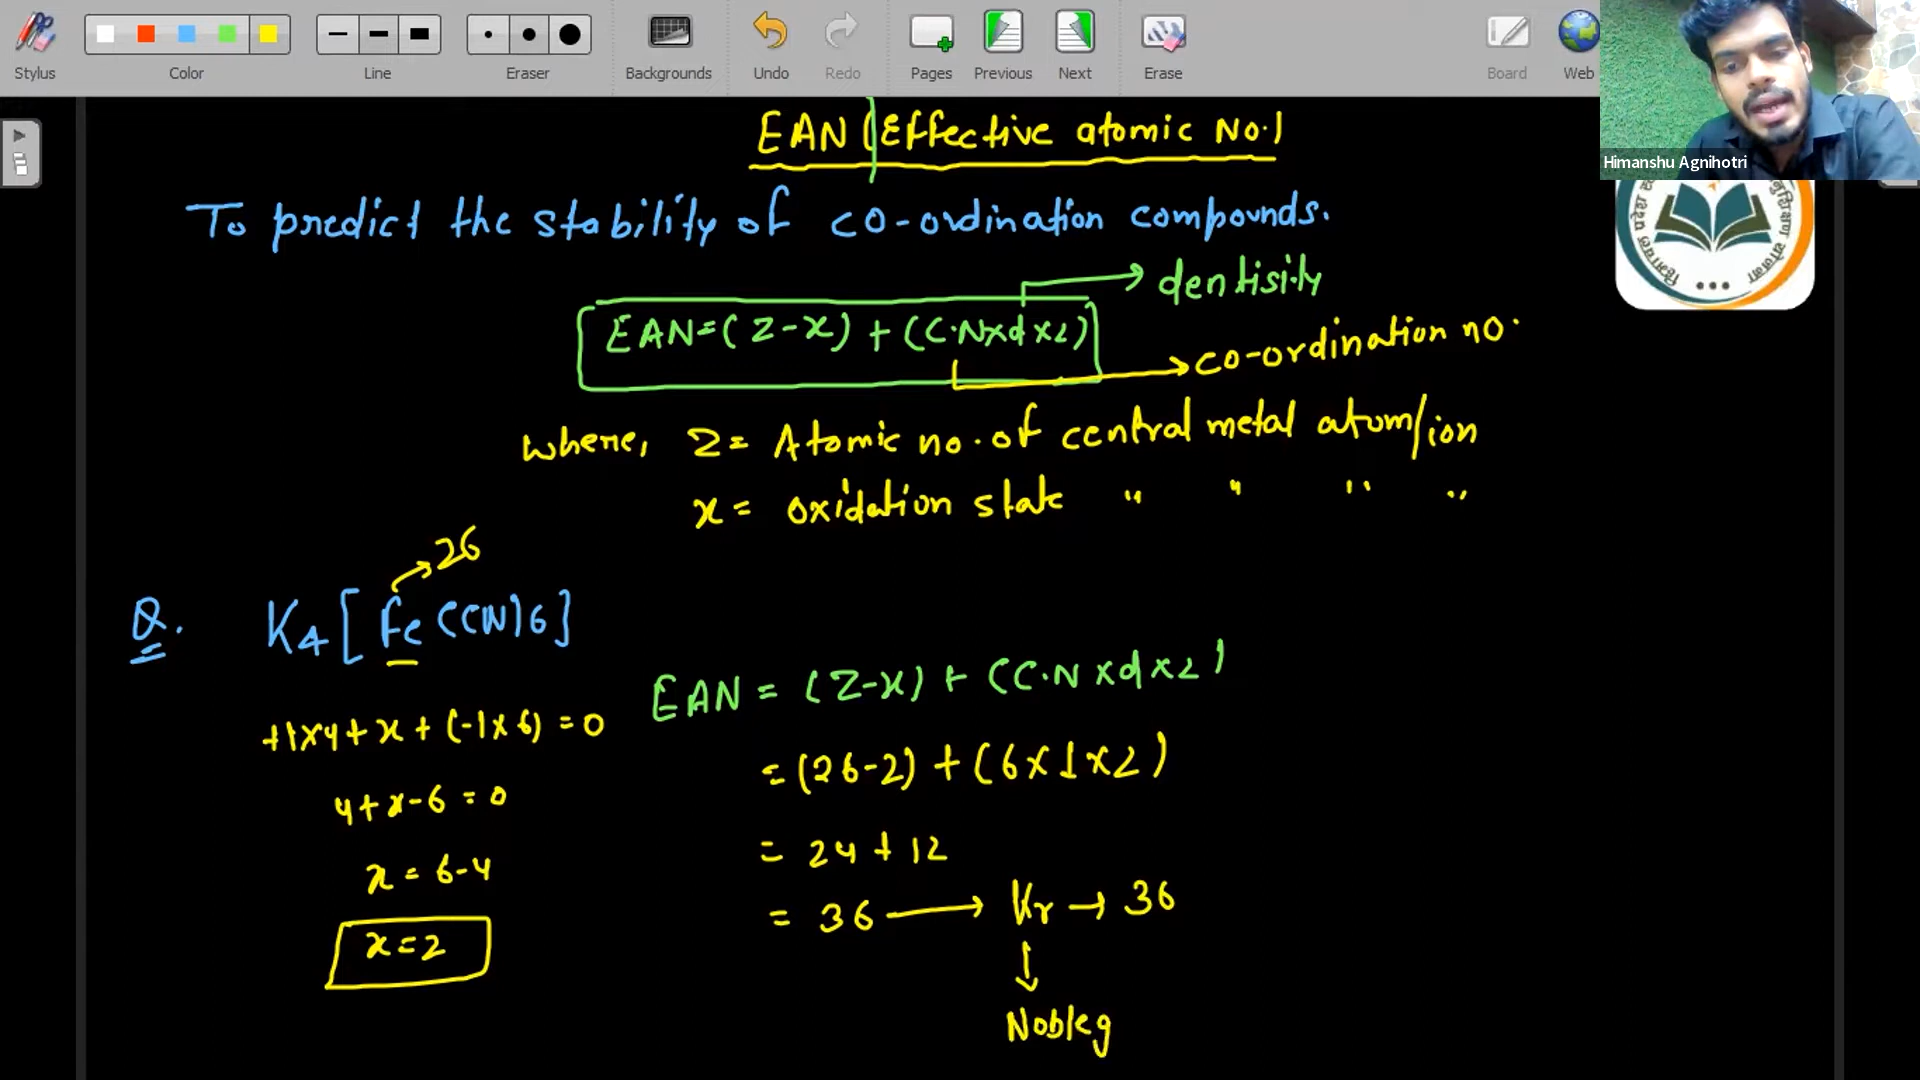 Stylus
Color
Line
Eraser
Backgrounds
Undo
Redo
Pages
Previous
Next
Erase
Board
Web
Himanshu Agnihotri
EAN (Effective atomic No.)
To predict the stability of co-ordination compounds.
dentisity
EAN=(Z-x) + (C.N×d×2)
co-ordination no.
where, Z= Atomic no. of central metal atom/ion
x= oxidation state " " " "
26
Q. K4[Fe(CN)6]
EAN = (Z-x) + (C.N×d×2)
+1×4+x+(-1×6)=0
=(26-2)+(6×1×2)
4+x-6=0
= 24+12
x=6-4
= 36 → Kr → 36
x=2
Nobleg